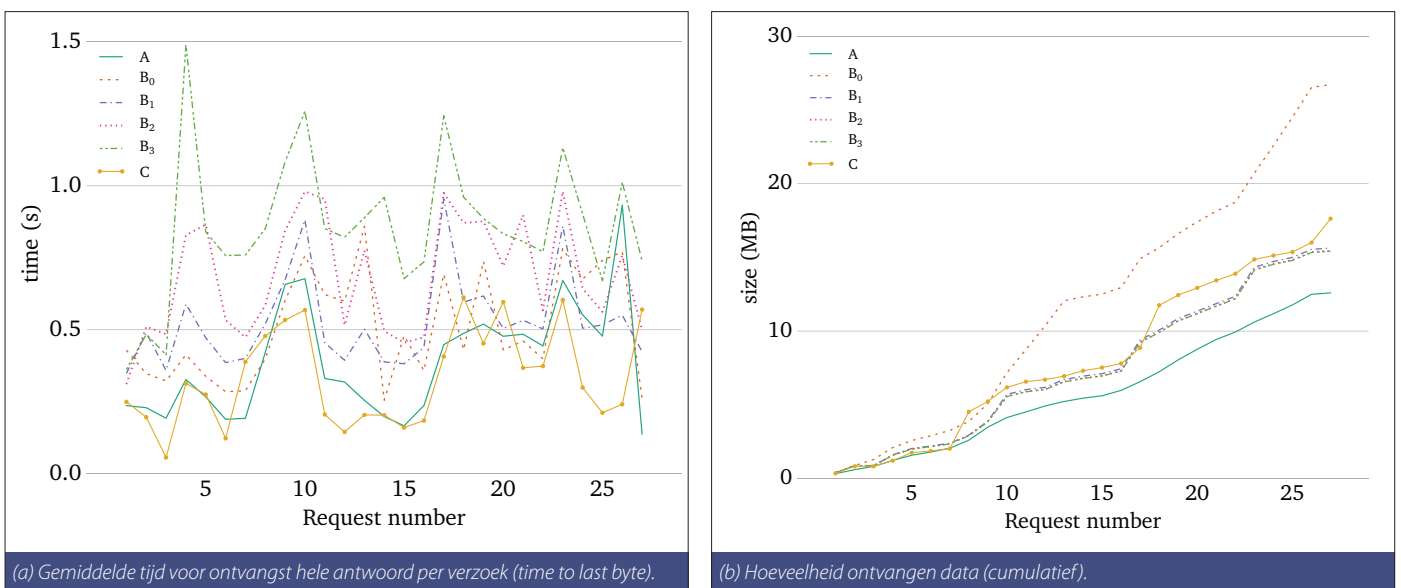 1.5
1.0
0.5
0.0
time (s)
A
B₀
B₁
B₂
B₃
C
5
10
15
20
25
Request number
(a) Gemiddelde tijd voor ontvangst hele antwoord per verzoek (time to last byte).
30
20
10
0
size (MB)
A
B₀
B₁
B₂
B₃
C
5
10
15
20
25
Request number
(b) Hoeveelheid ontvangen data (cumulatief).